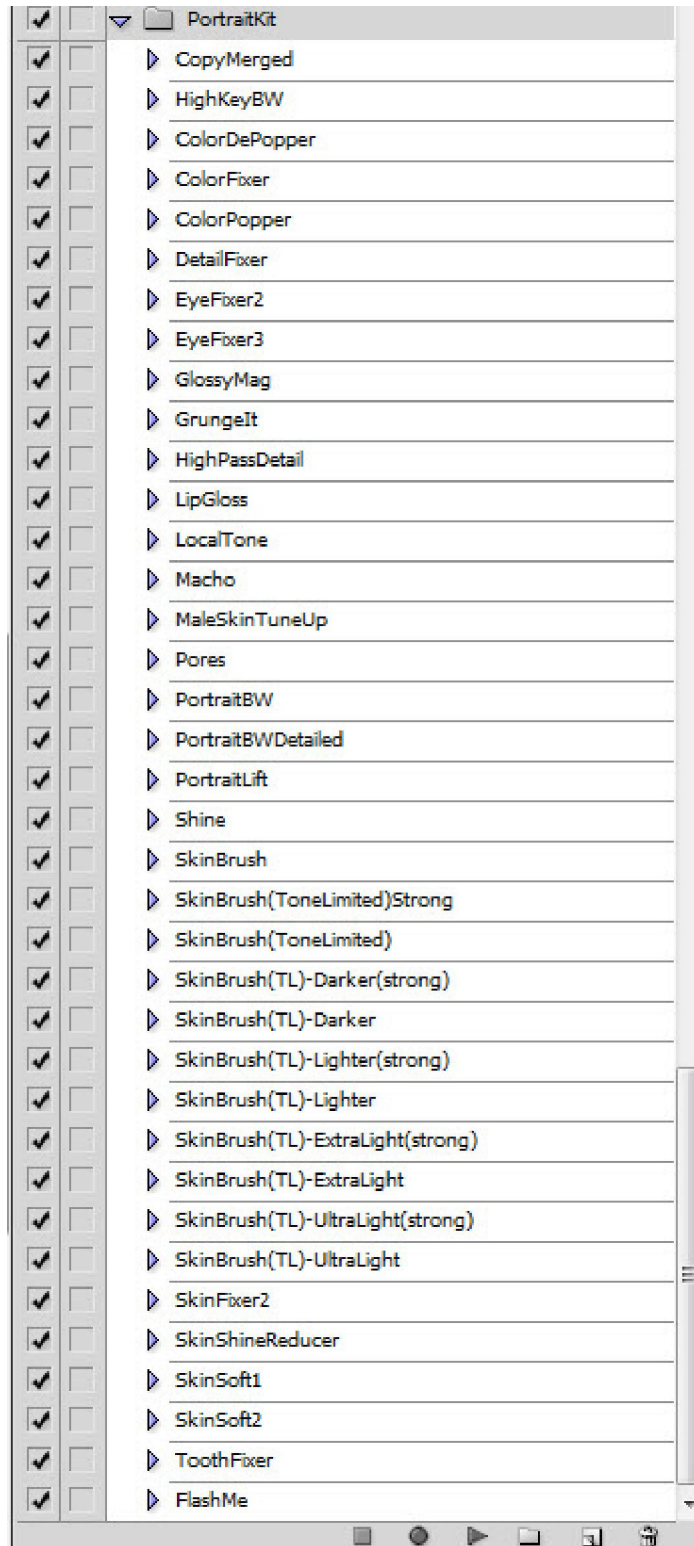 PortraitKit
CopyMerged
HighKeyBW
ColorDePopper
ColorFixer
ColorPopper
DetailFixer
EyeFixer2
EyeFixer3
GlossyMag
GrungeIt
HighPassDetail
LipGloss
LocalTone
Macho
MaleSkinTuneUp
Pores
PortraitBW
PortraitBWDetailed
PortraitLift
Shine
SkinBrush
SkinBrush(ToneLimited)Strong
SkinBrush(ToneLimited)
SkinBrush(TL)-Darker(strong)
SkinBrush(TL)-Darker
SkinBrush(TL)-Lighter(strong)
SkinBrush(TL)-Lighter
SkinBrush(TL)-ExtraLight(strong)
SkinBrush(TL)-ExtraLight
SkinBrush(TL)-UltraLight(strong)
SkinBrush(TL)-UltraLight
SkinFixer2
SkinShineReducer
SkinSoft1
SkinSoft2
ToothFixer
FlashMe